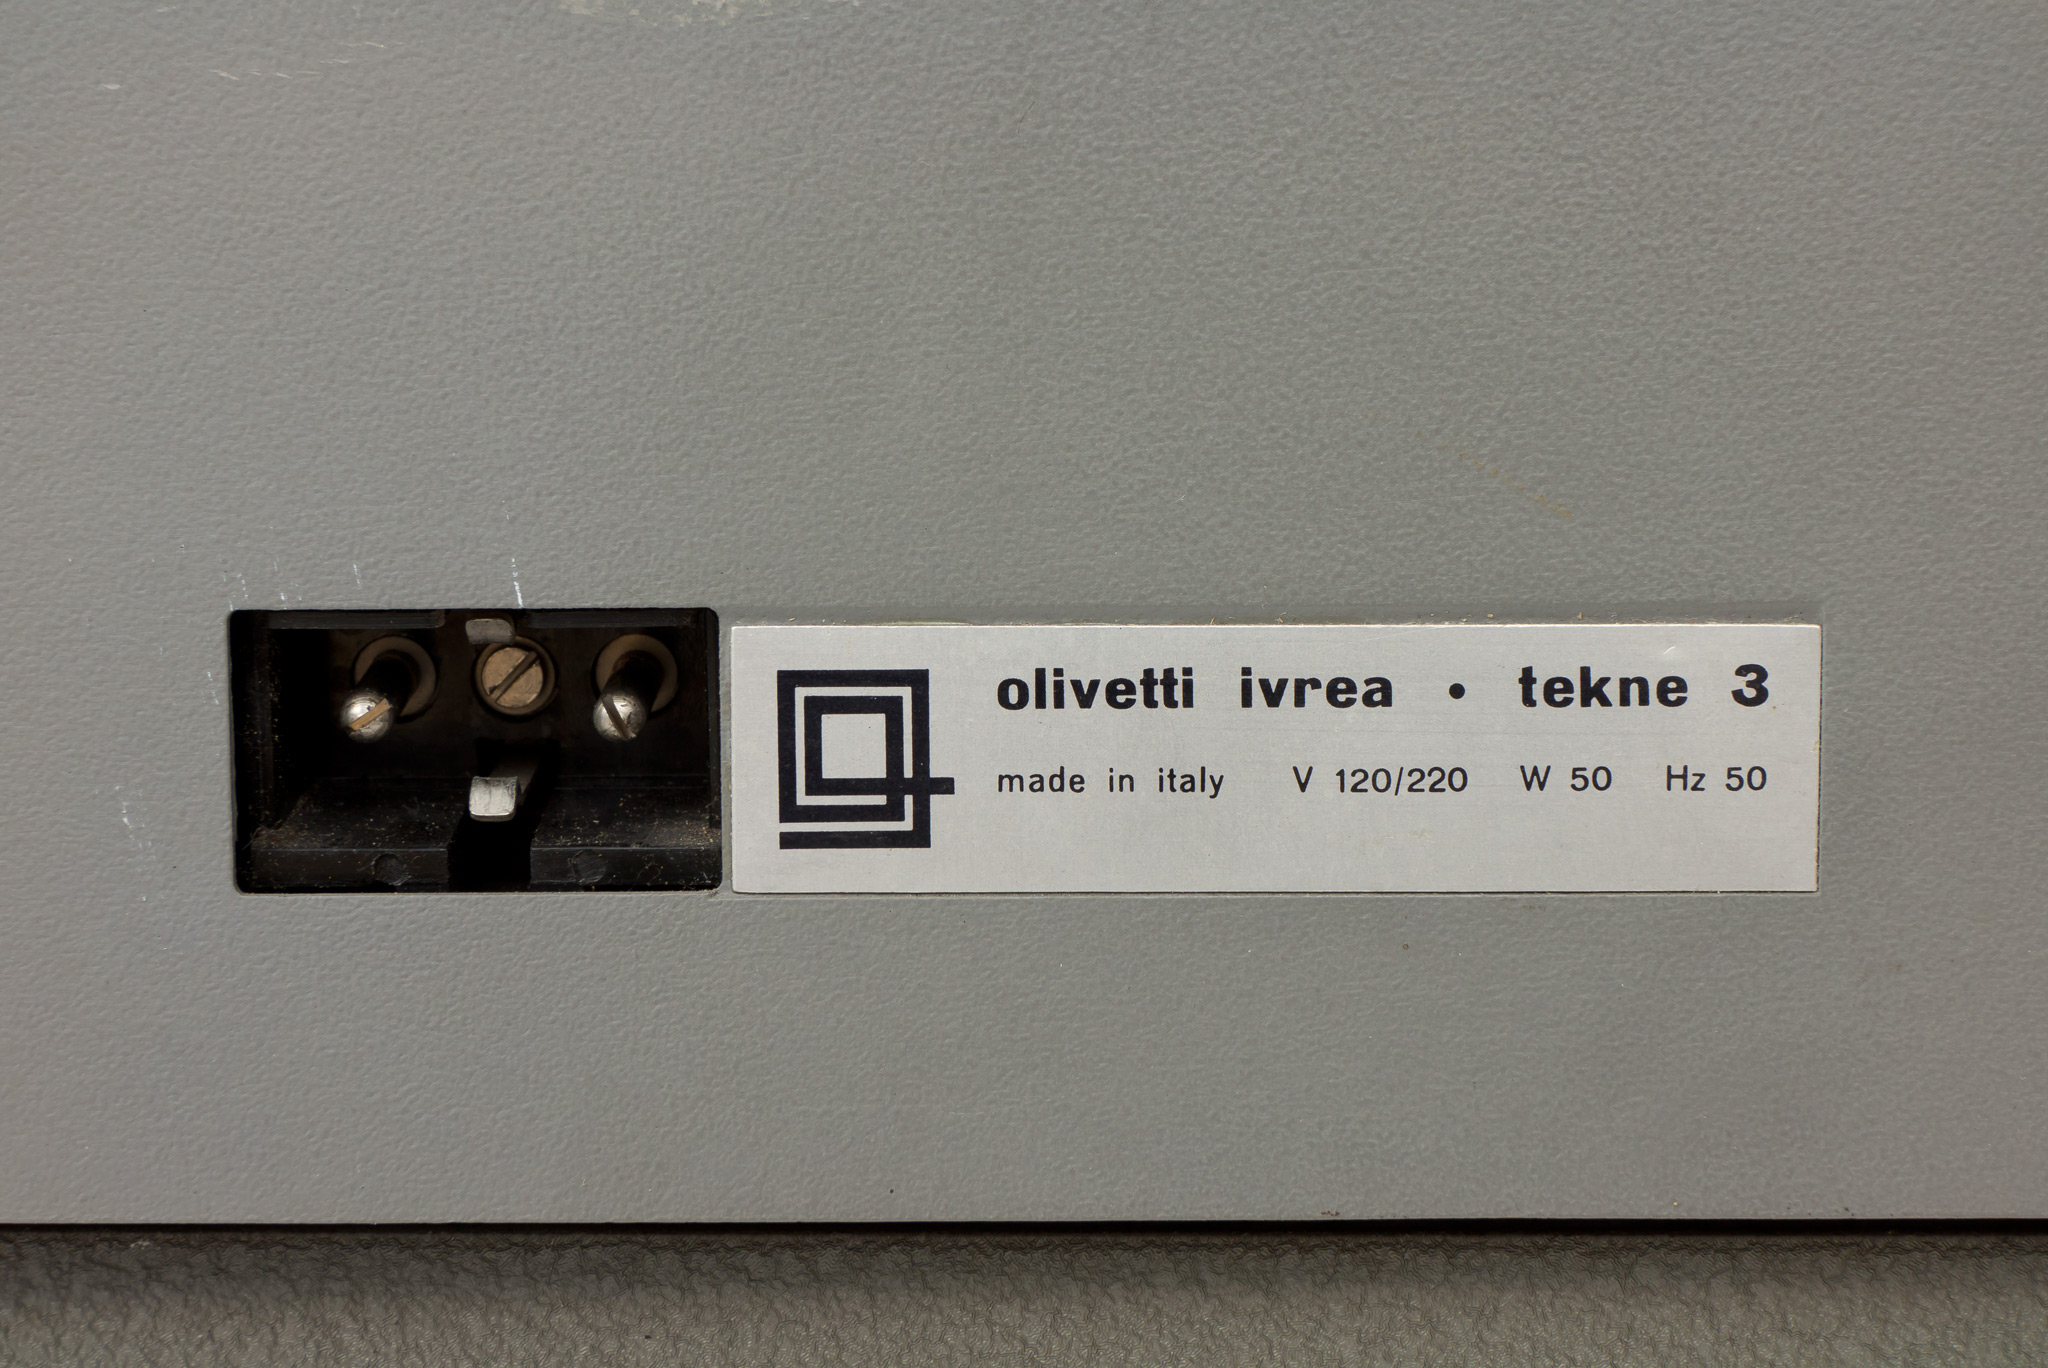 olivetti ivrea • tekne 3
made in italy V 120/220 W 50 Hz 50